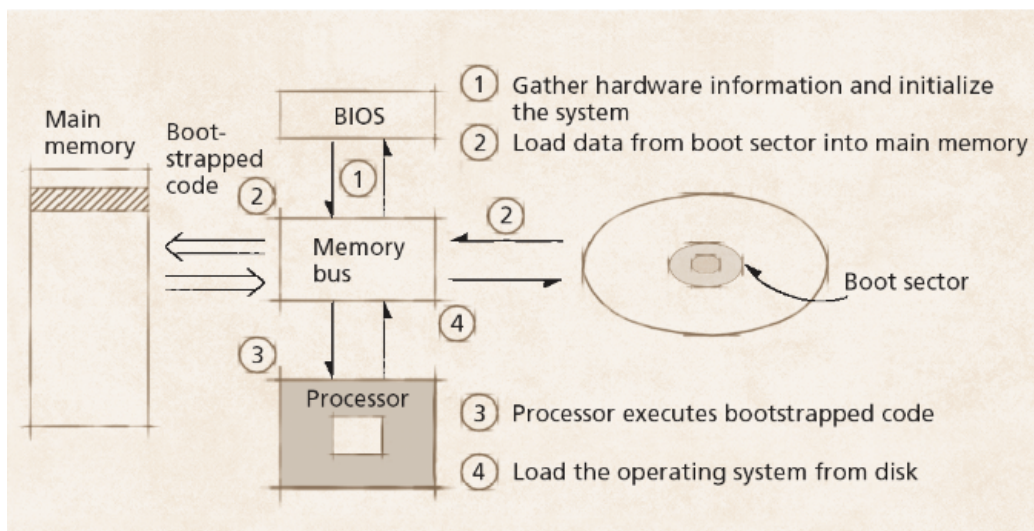 Main
memory
Boot-
strapped
code
BIOS
1
2
Memory
bus
2
3
4
Processor
1 Gather hardware information and initialize
the system
2 Load data from boot sector into main memory
Boot sector
3 Processor executes bootstrapped code
4 Load the operating system from disk